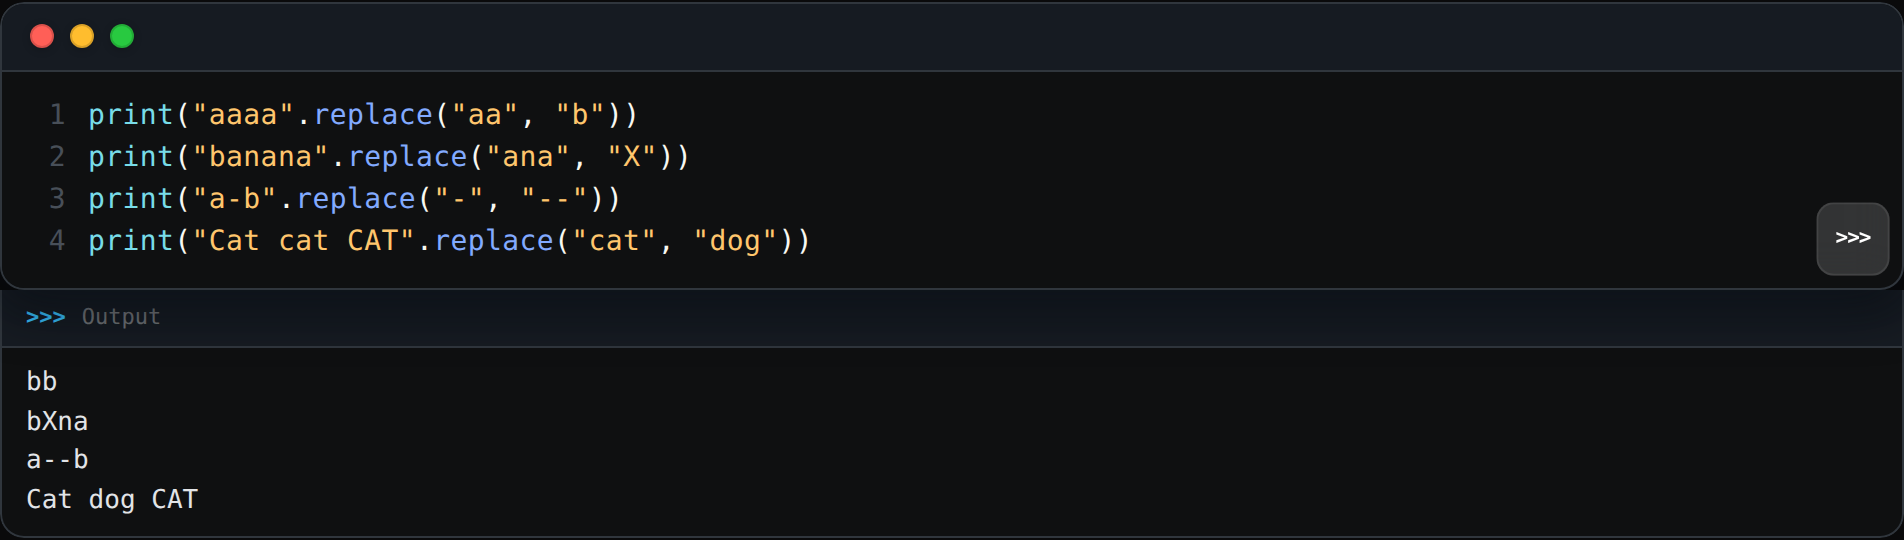 1 print("aaaa".replace("aa", "b"))
2 print("banana".replace("ana", "X"))
3 print("a-b".replace("-", "--"))
4 print("Cat cat CAT".replace("cat", "dog"))
>>>
>>> Output
bb
bXna
a--b
Cat dog CAT